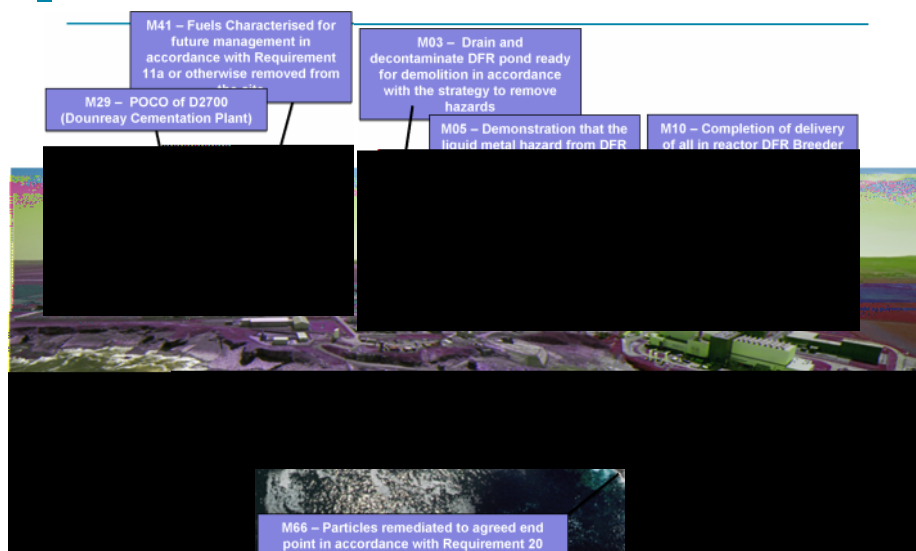 M41 – Fuels Characterised for
future management in
accordance with Requirement
11a or otherwise removed from
M29 – POCO of D2700
(Dounreay Cementation Plant)
M03 – Drain and
decontaminate DFR pond ready
for demolition in accordance
with the strategy to remove
hazards
M05 – Demonstration that the
liquid metal hazard from DFR
M10 – Completion of delivery
of all in reactor DFR Breeder
M66 – Particles remediated to agreed end
point in accordance with Requirement 20